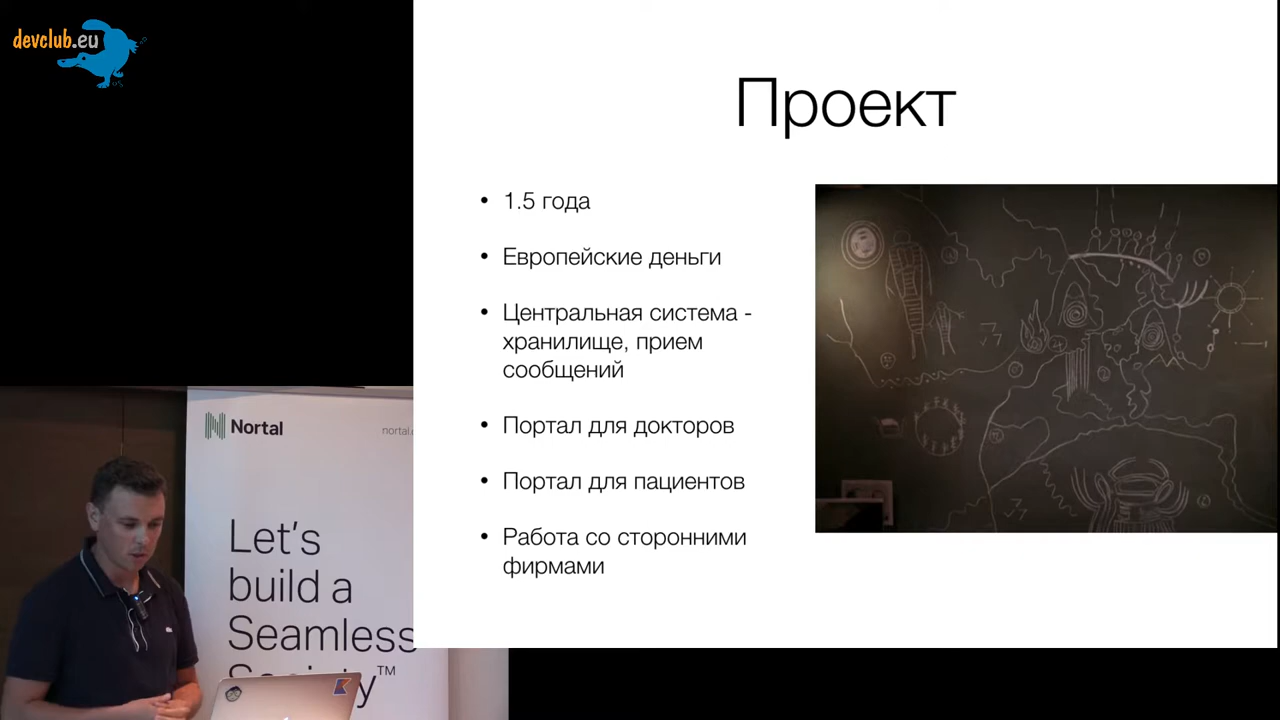 devclub.eu
Проект
• 1.5 года
• Европейские деньги
• Центральная система -
хранилище, прием
сообщений
• Портал для докторов
• Портал для пациентов
• Работа со сторонними
фирмами
Nortal
nortal
Let's
build a
Seamless
Society™